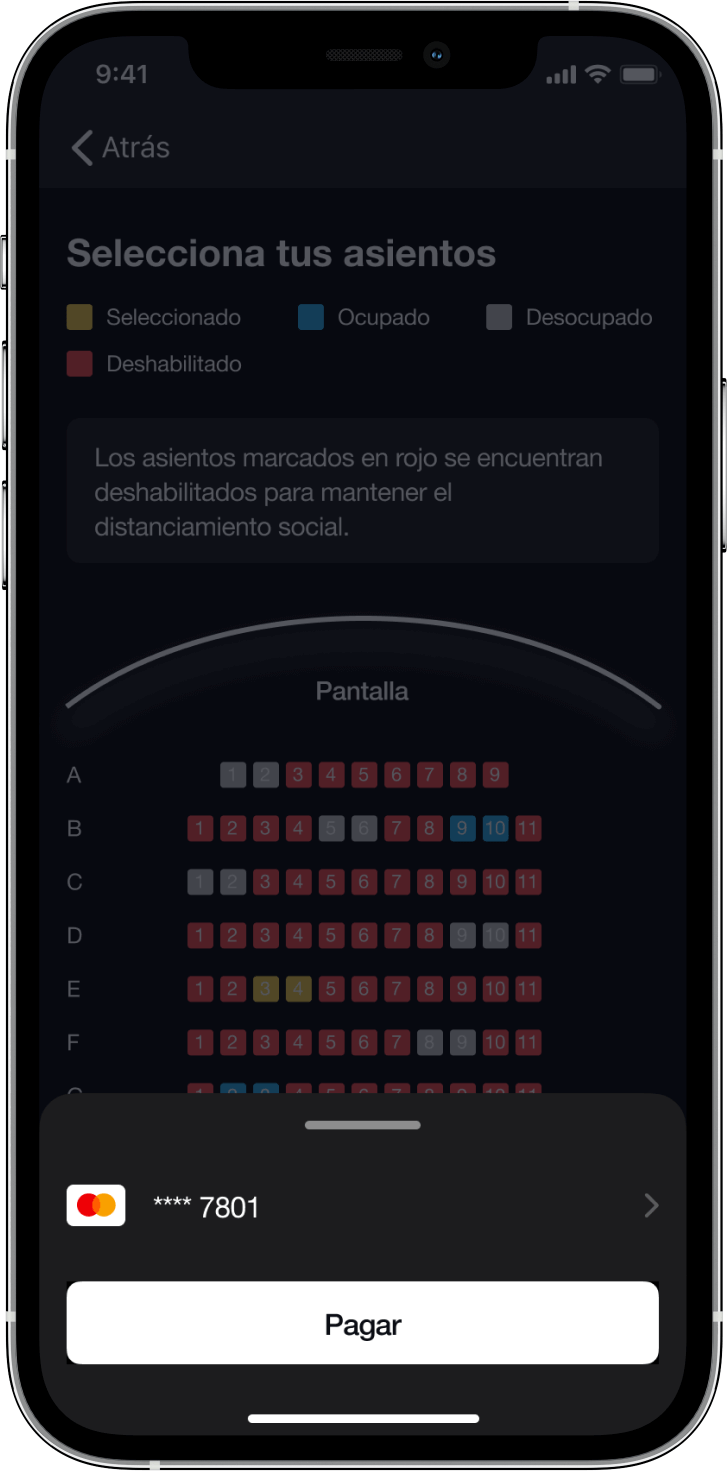 9:41
Atrás
Selecciona tus asientos
Seleccionado Ocupado Desocupado
Deshabilitado
Los asientos marcados en rojo se encuentran
deshabilitados para mantener el
distanciamiento social.
Pantalla
A 1 2 3 4 5 6 7 8 9
B 1 2 3 4 5 6 7 8 9 10 11
C 1 2 3 4 5 6 7 8 9 10 11
D 1 2 3 4 5 6 7 8 9 10 11
E 1 2 3 4 5 6 7 8 9 10 11
F 1 2 3 4 5 6 7 8 9 10 11
**** 7801
Pagar